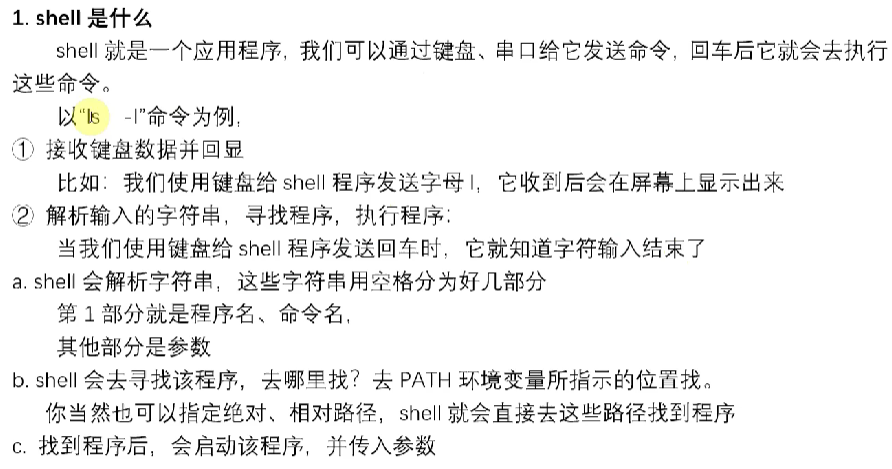 1. shell 是什么
shell 就是一个应用程序，我们可以通过键盘、串口给它发送命令，回车后它就会去执行
这些命令。
以“ls -l”命令为例，
① 接收键盘数据并回显
比如：我们使用键盘给 shell 程序发送字母 l，它收到后会在屏幕上显示出来
② 解析输入的字符串，寻找程序，执行程序：
当我们使用键盘给 shell 程序发送回车时，它就知道字符输入结束了
a. shell 会解析字符串，这些字符串用空格分为好几部分
第 1 部分就是程序名、命令名，
其他部分是参数
b. shell 会去寻找该程序，去哪里找？去 PATH 环境变量所指示的位置找。
你当然也可以指定绝对、相对路径，shell 就会直接去这些路径找到程序
c. 找到程序后，会启动该程序，并传入参数